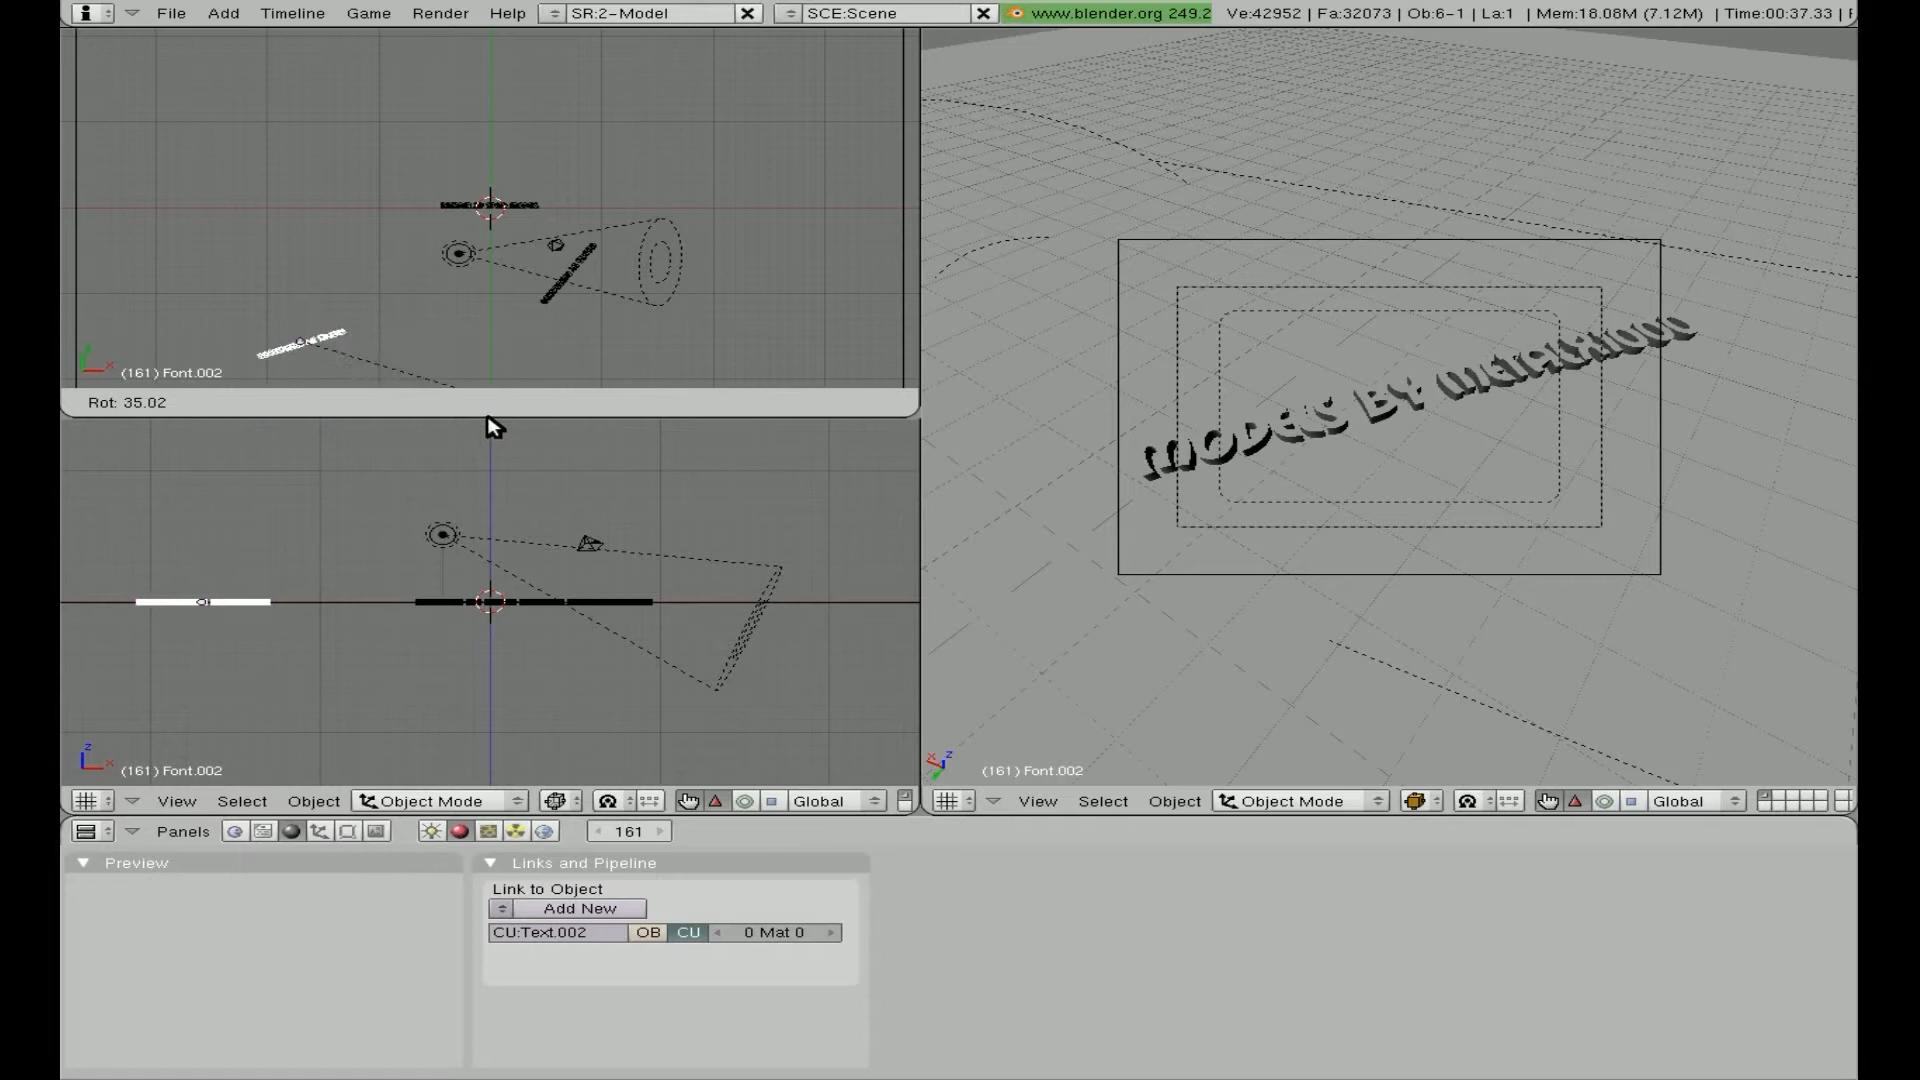 File Add Timeline Game Render Help SR:2-Model SCE:Scene www.blender.org 249.2 Ve:42952 | Fa:32073 | Ob:6-1 | La:1 | Mem:18.08M (7.12M) | Time:00:37.33 |
(161) Font.002
Rot: 35.02
MODELS BY
(161) Font.002
(161) Font.002
View Select Object Object Mode Global
View Select Object Object Mode Global
Panels 161
Preview
Links and Pipeline
Link to Object
Add New
CU:Text.002 OB CU 0 Mat 0